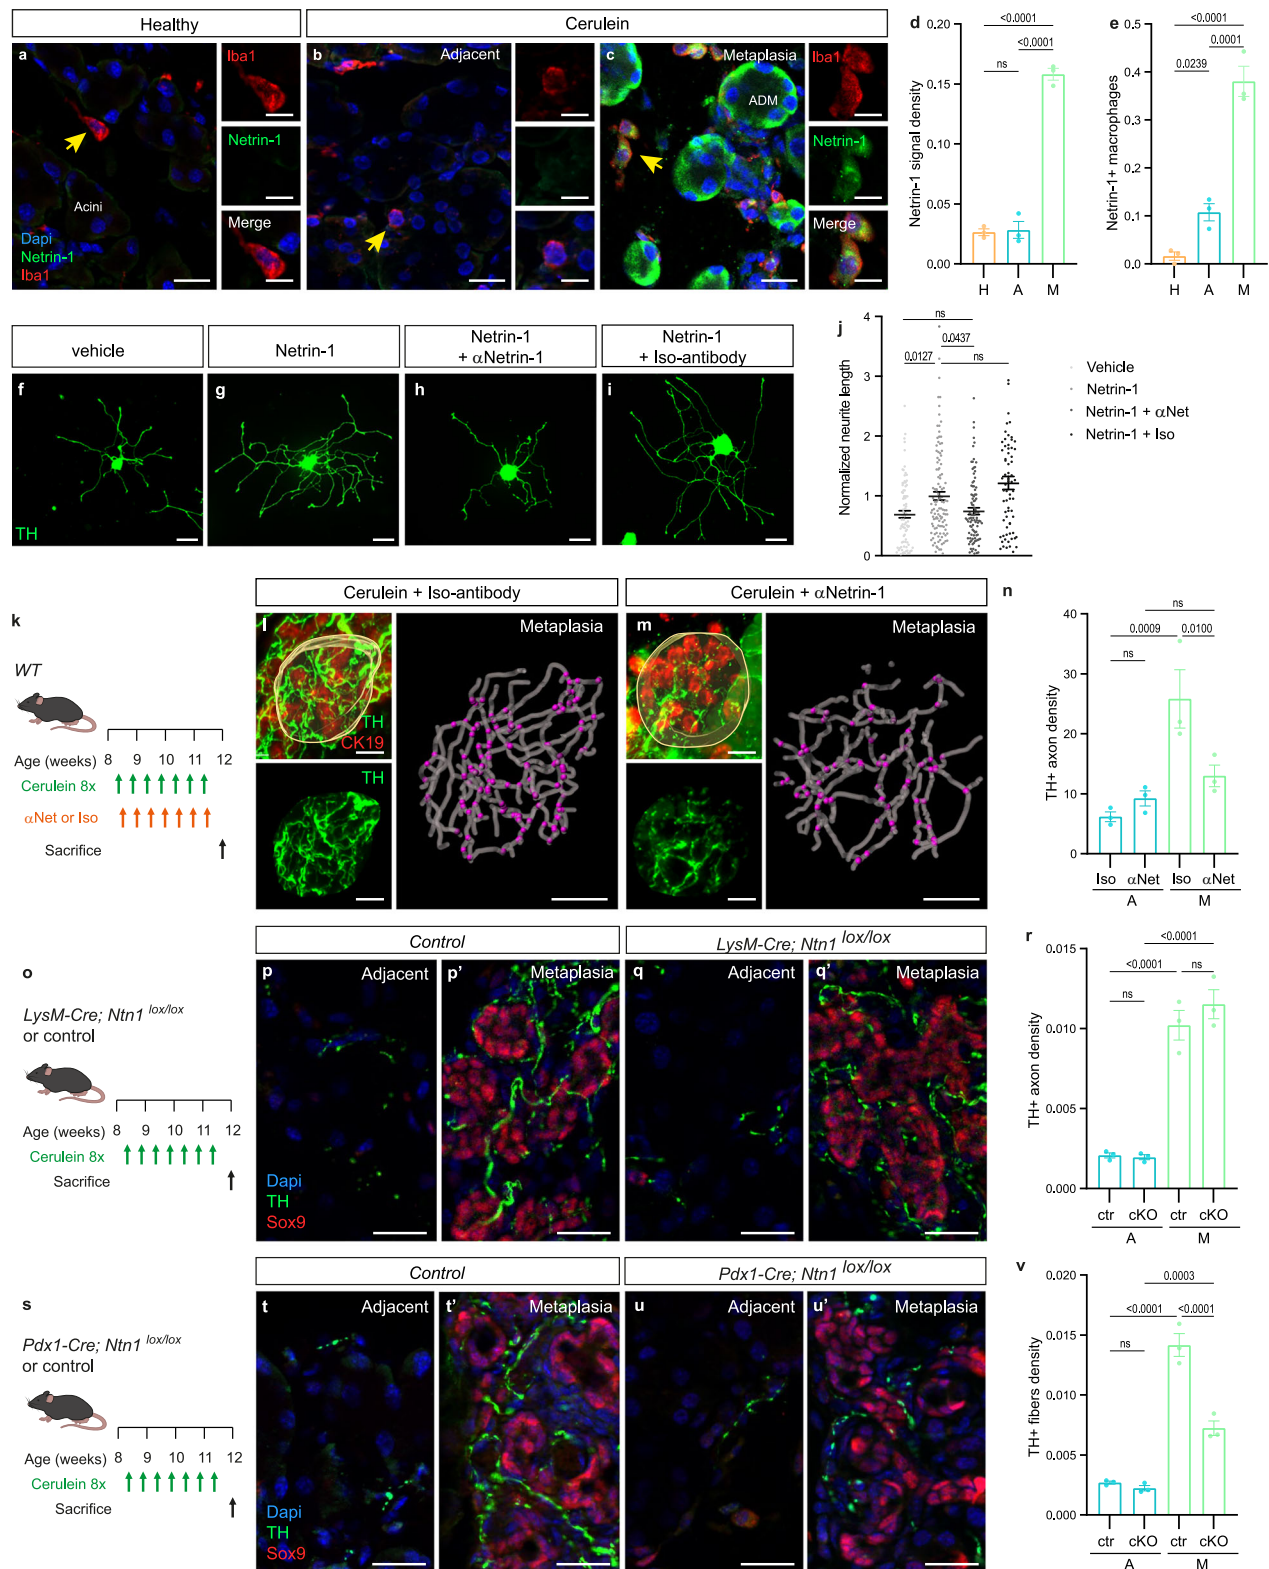 Healthy
Cerulein
a
Iba1
Netrin-1
Merge
Acini
Dapi
Netrin-1
Iba1
b
Adjacent
c
Metaplasia
ADM
Iba1
Netrin-1
Merge
d
Netrin-1 signal density
0.20
0.15
0.10
0.05
0.00
<0.0001
<0.0001
ns
H A M
e
Netrin-1+ macrophages
0.5
0.4
0.3
0.2
0.1
0.0
<0.0001
0.0001
0.0239
H A M
vehicle
Netrin-1
Netrin-1
+ αNetrin-1
Netrin-1
+ Iso-antibody
f
TH
g
h
i
j
Normalized neurite length
4
3
2
1
0
ns
0.0437
0.0127
ns
Vehicle
Netrin-1
Netrin-1 + αNet
Netrin-1 + Iso
k
WT
8 9 10 11 12
Age (weeks)
Cerulein 8x
αNet or Iso
Sacrifice
Cerulein + Iso-antibody
Cerulein + αNetrin-1
l
TH
CK19
TH
Metaplasia
m
Metaplasia
n
TH+ axon density
40
30
20
10
0
ns
0.0009
0.0100
ns
Iso αNet Iso αNet
A M
o
LysM-Cre; Ntn1 lox/lox
or control
8 9 10 11 12
Age (weeks)
Cerulein 8x
Sacrifice
Control
LysM-Cre; Ntn1 lox/lox
p
Adjacent
Dapi
TH
Sox9
p'
Metaplasia
q
Adjacent
q'
Metaplasia
r
TH+ axon density
0.015
0.010
0.005
0.000
<0.0001
<0.0001
ns
ns
ctr cKO ctr cKO
A M
s
Pdx1-Cre; Ntn1 lox/lox
or control
8 9 10 11 12
Age (weeks)
Cerulein 8x
Sacrifice
Control
Pdx1-Cre; Ntn1 lox/lox
t
Adjacent
Dapi
TH
Sox9
t'
Metaplasia
u
Adjacent
u'
Metaplasia
v
TH+ fibers density
0.020
0.015
0.010
0.005
0.000
0.0003
<0.0001
<0.0001
ns
ctr cKO ctr cKO
A M